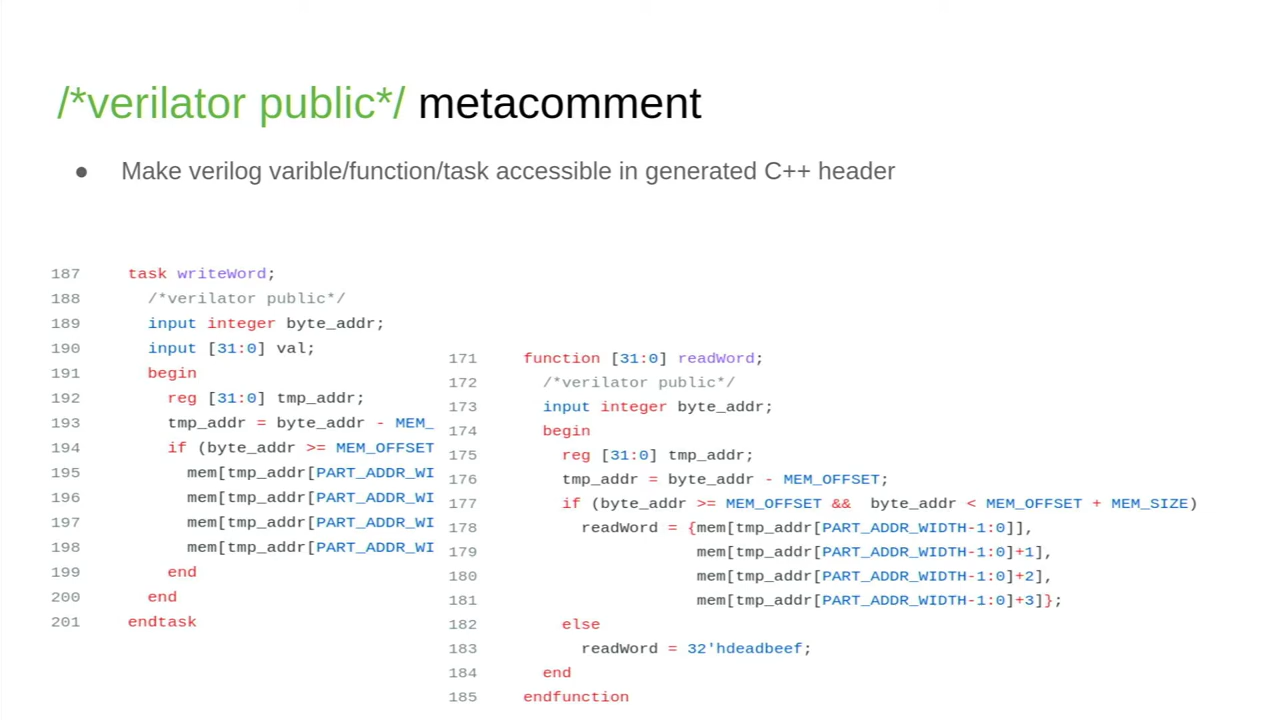 /*verilator public*/ metacomment
● Make verilog varible/function/task accessible in generated C++ header
187 task writeWord;
188 /*verilator public*/
189 input integer byte_addr;
190 input [31:0] val;
191 begin
192 reg [31:0] tmp_addr;
193 tmp_addr = byte_addr - MEM_
194 if (byte_addr >= MEM_OFFSET
195 mem[tmp_addr[PART_ADDR_WI
196 mem[tmp_addr[PART_ADDR_WI
197 mem[tmp_addr[PART_ADDR_WI
198 mem[tmp_addr[PART_ADDR_WI
199 end
200 end
201 endtask
171 function [31:0] readWord;
172 /*verilator public*/
173 input integer byte_addr;
174 begin
175 reg [31:0] tmp_addr;
176 tmp_addr = byte_addr - MEM_OFFSET;
177 if (byte_addr >= MEM_OFFSET && byte_addr < MEM_OFFSET + MEM_SIZE)
178 readWord = {mem[tmp_addr[PART_ADDR_WIDTH-1:0]],
179 mem[tmp_addr[PART_ADDR_WIDTH-1:0]+1],
180 mem[tmp_addr[PART_ADDR_WIDTH-1:0]+2],
181 mem[tmp_addr[PART_ADDR_WIDTH-1:0]+3]};
182 else
183 readWord = 32'hdeadbeef;
184 end
185 endfunction